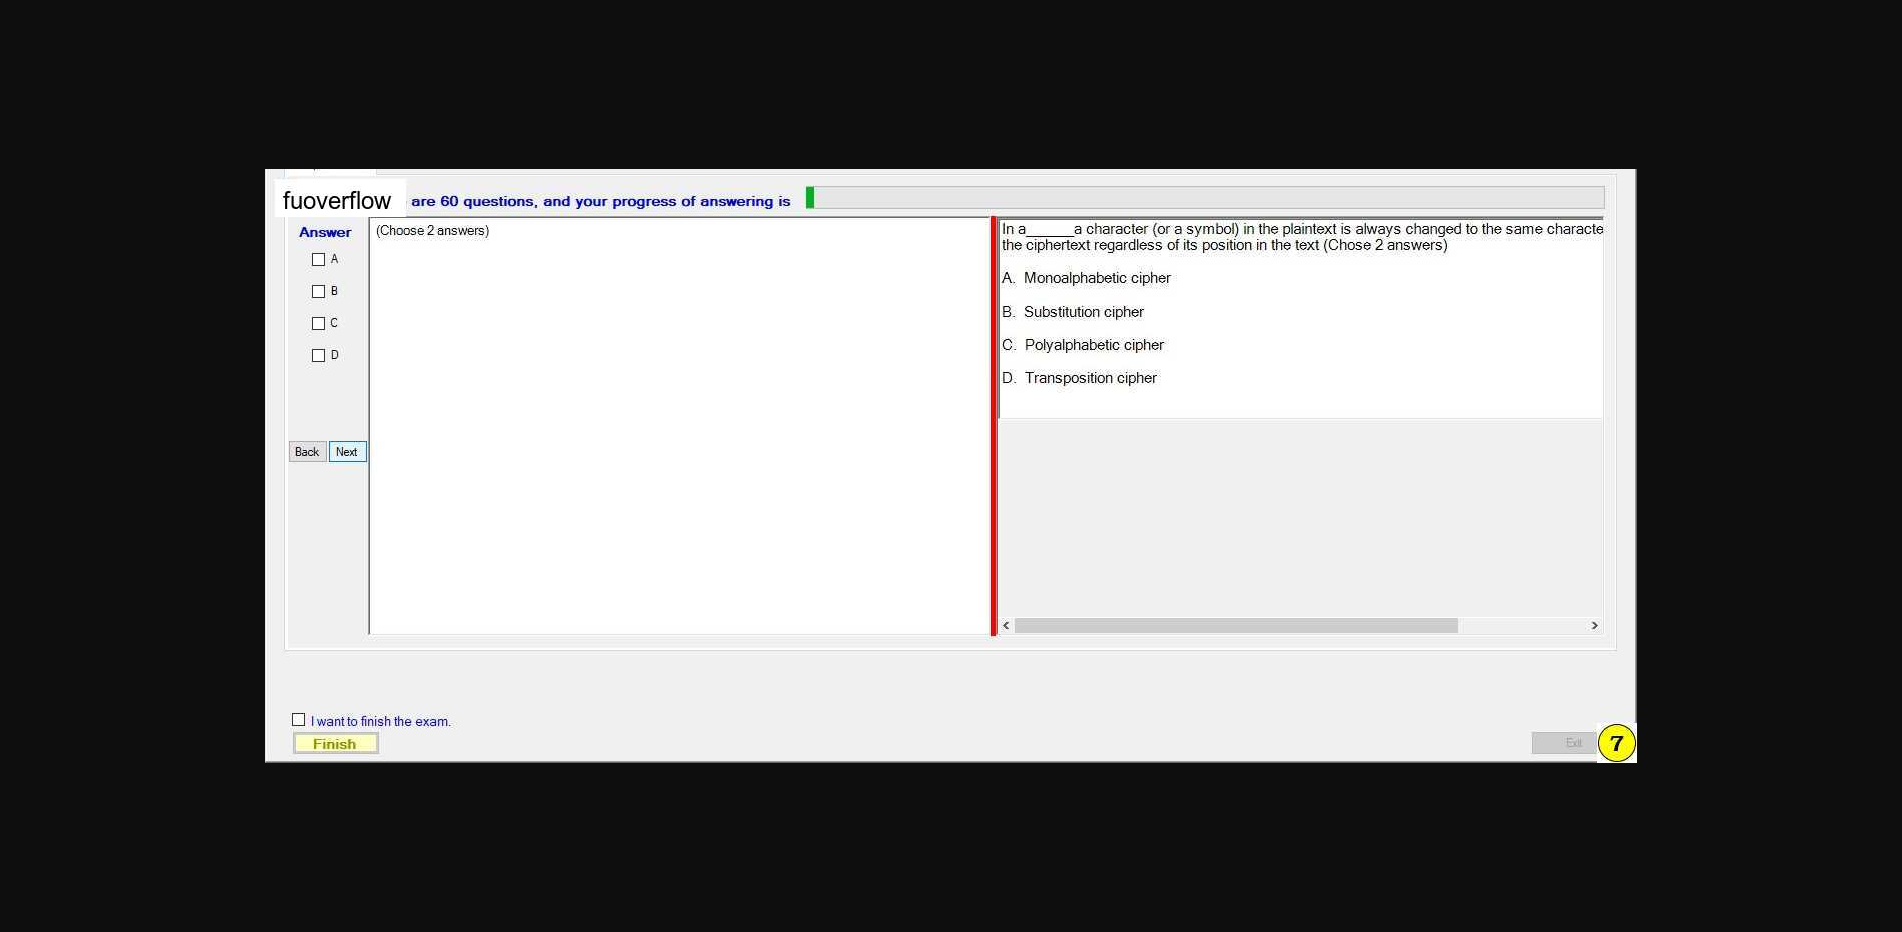 fuoverflow are 60 questions, and your progress of answering is
Answer
A
B
C
D
Back Next
(Choose 2 answers)
In a______a character (or a symbol) in the plaintext is always changed to the same characte
the ciphertext regardless of its position in the text (Chose 2 answers)
A. Monoalphabetic cipher
B. Substitution cipher
C. Polyalphabetic cipher
D. Transposition cipher
I want to finish the exam.
Finish
Exit
7